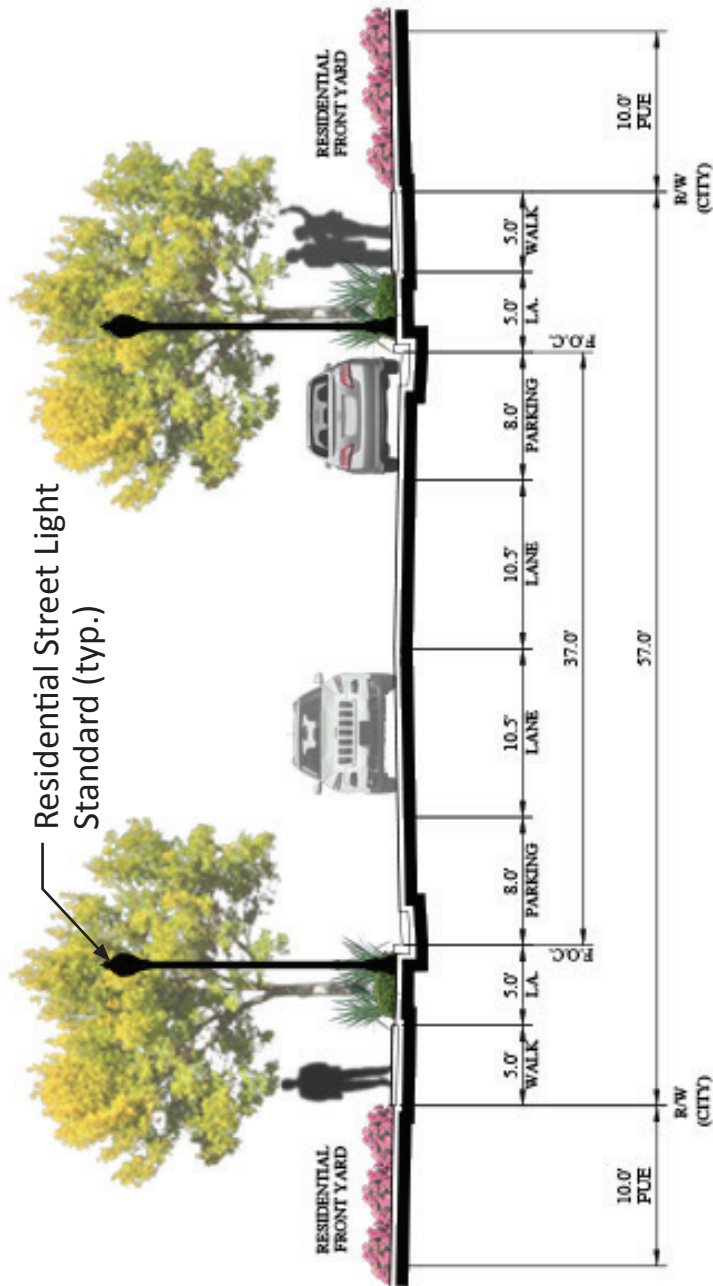 Residential Street Light
Standard (typ.)
RESIDENTIAL
FRONT YARD
RESIDENTIAL
FRONT YARD
5.0'
WALK
5.0'
L.A.
8.0'
PARKING
10.5'
LANE
10.5'
LANE
8.0'
PARKING
5.0'
L.A.
5.0'
WALK
F.O.C.
37.0'
F.O.C.
10.0'
PUE
R/W
(CITY)
57.0'
R/W
(CITY)
10.0'
PUE